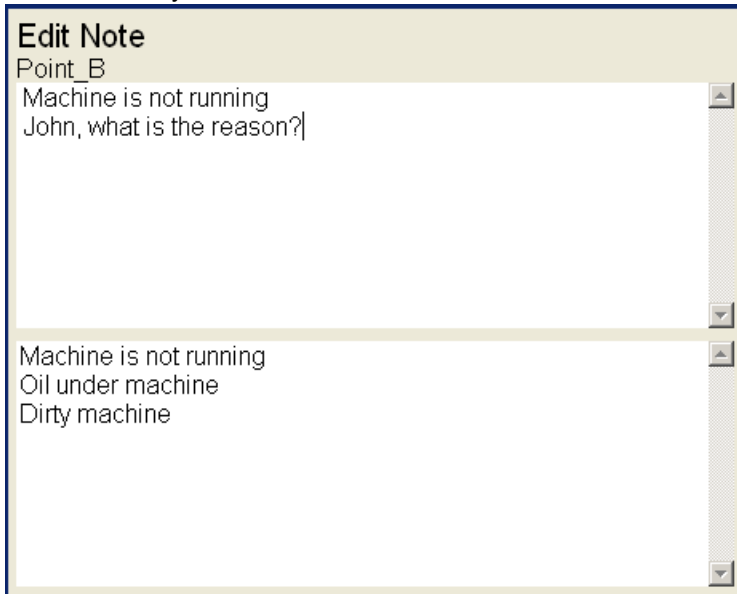 Edit Note
Point_B
Machine is not running
John, what is the reason?
Machine is not running
Oil under machine
Dirty machine